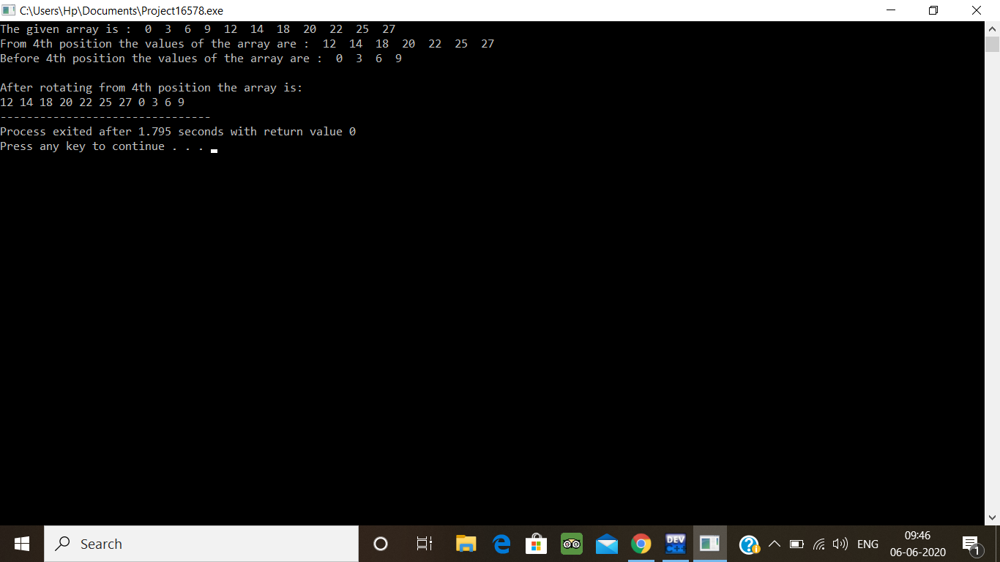 C:\Users\Hp\Documents\Project16578.exe
The given array is :  0  3  6  9  12  14  18  20  22  25  27
From 4th position the values of the array are :  12  14  18  20  22  25  27
Before 4th position the values of the array are :  0  3  6  9
After rotating from 4th position the array is:
12 14 18 20 22 25 27 0 3 6 9
--------------------------------
Process exited after 1.795 seconds with return value 0
Press any key to continue . . .
Search
DEV
C++
ENG
09:46
06-06-2020
1